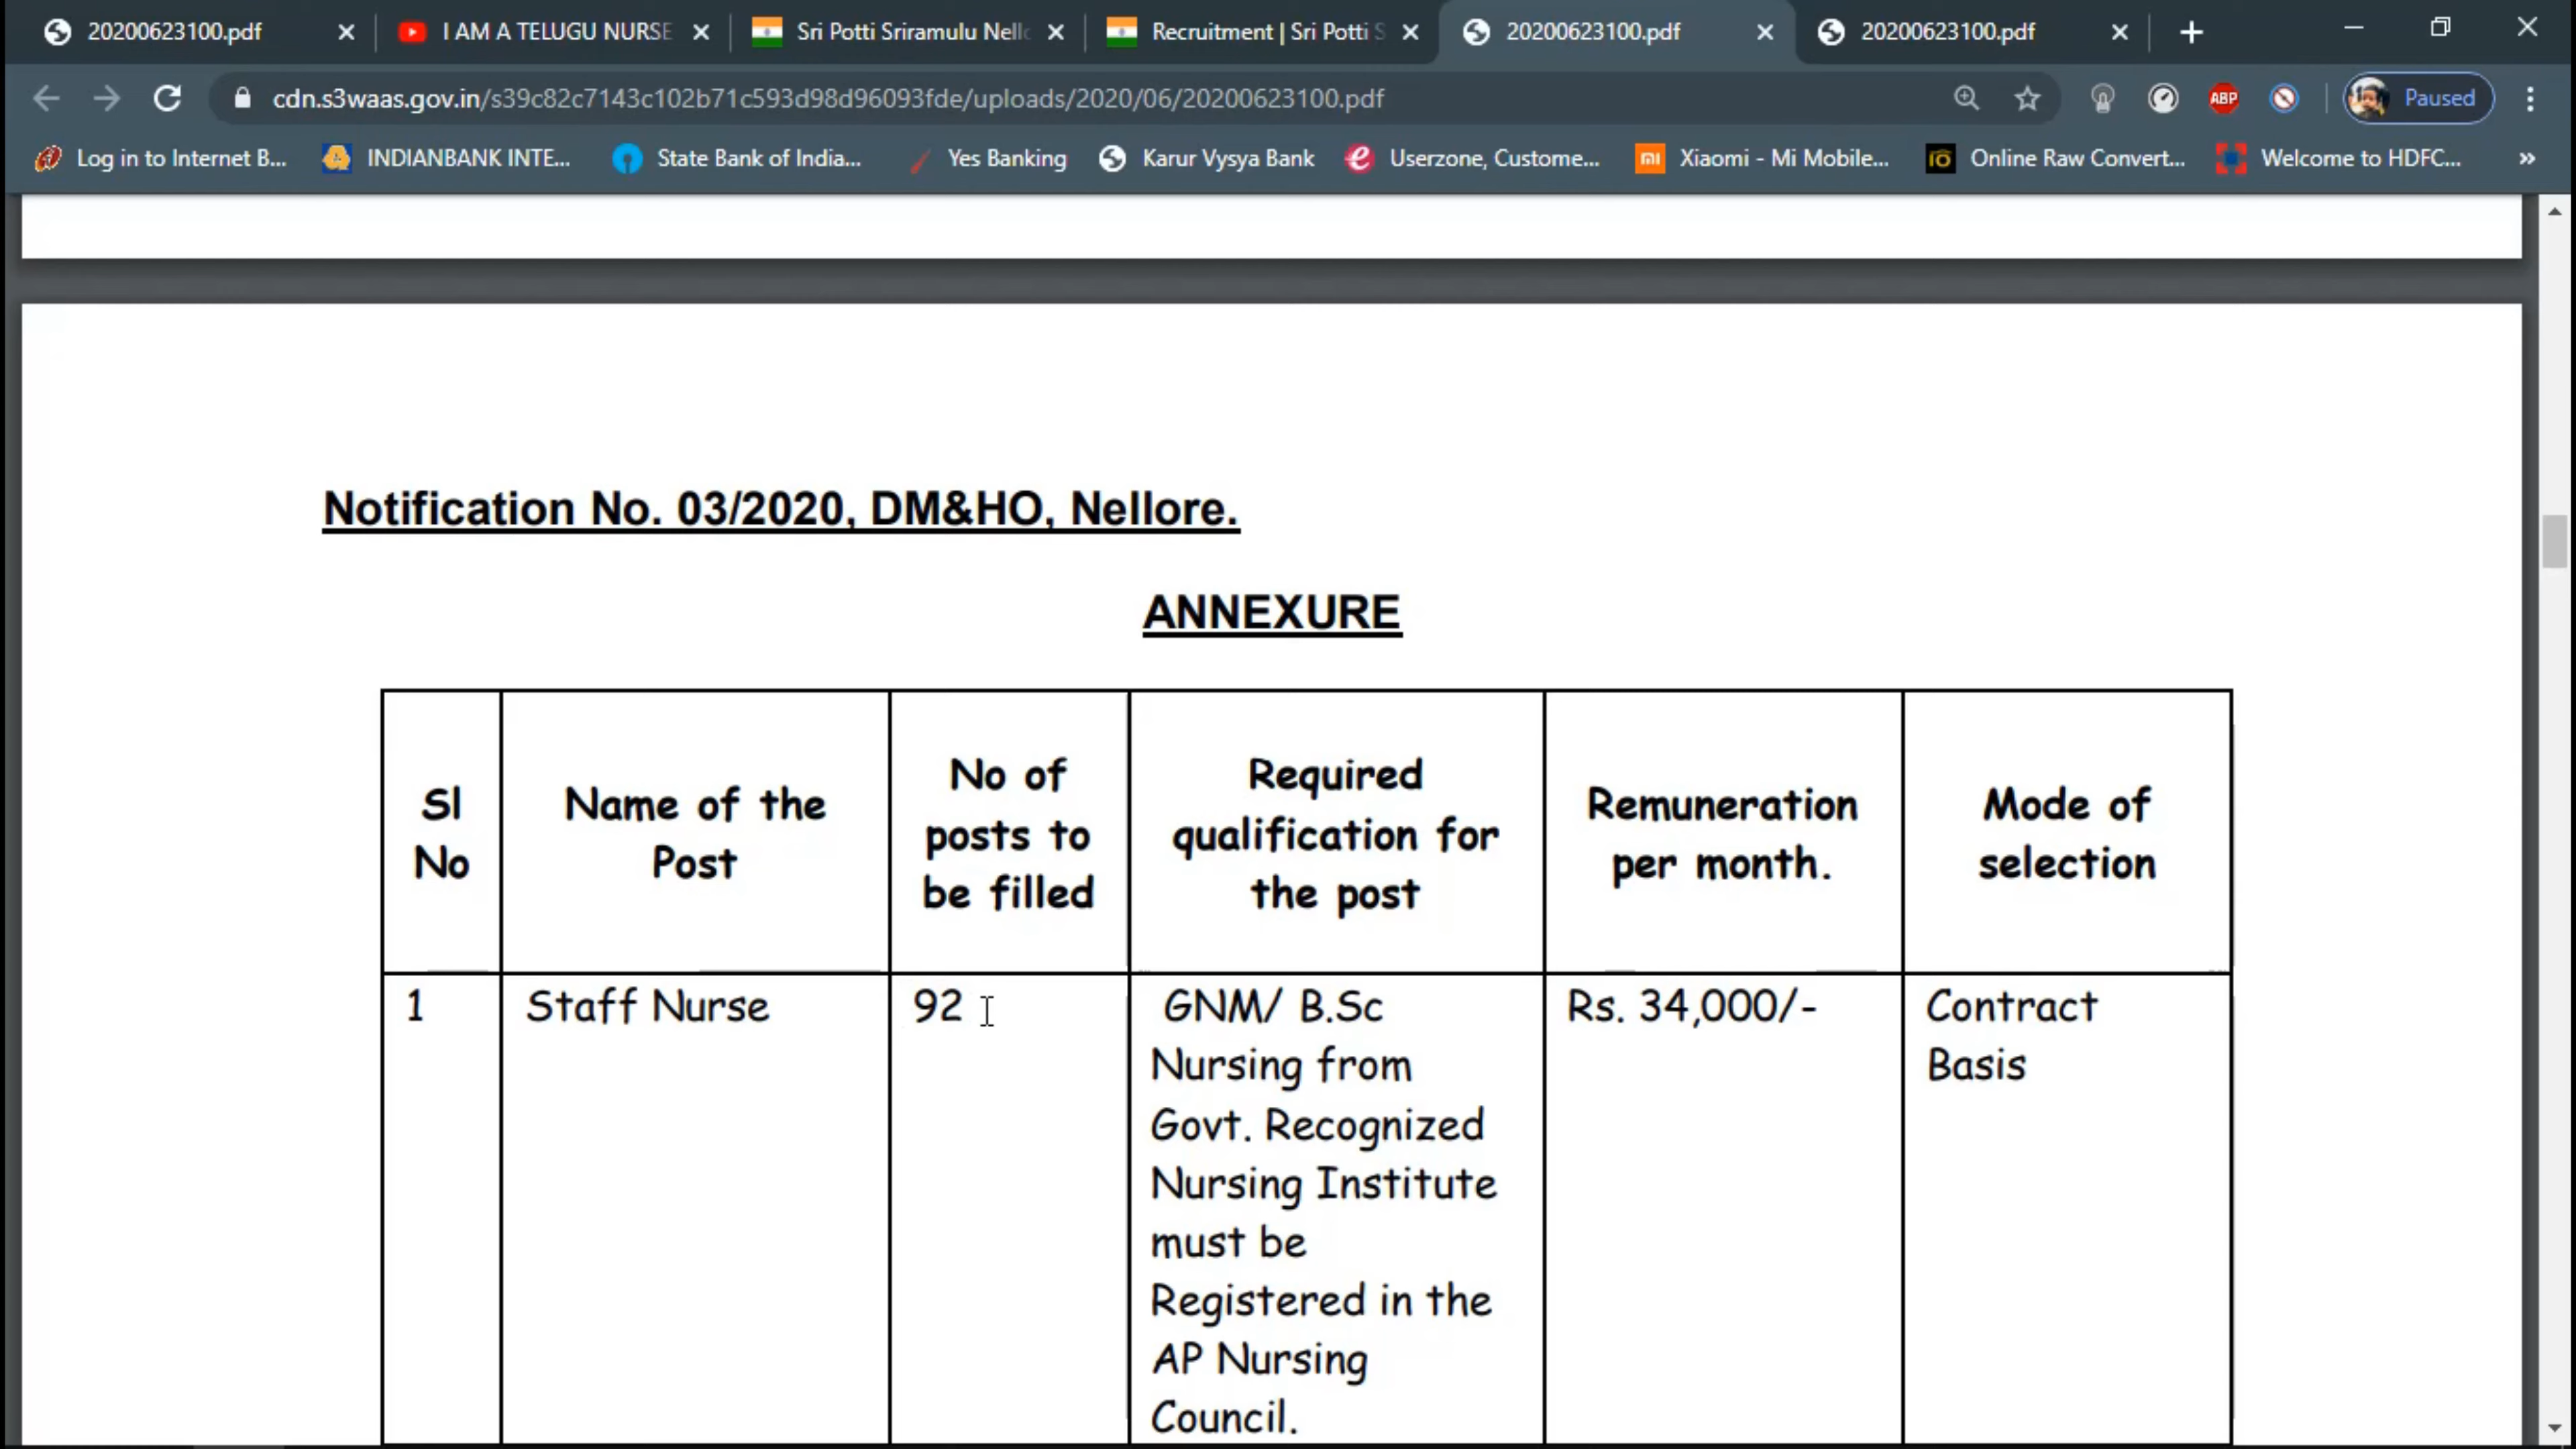 20200623100.pdf
I AM A TELUGU NURSE
Sri Potti Sriramulu Nell
Recruitment | Sri Potti S
20200623100.pdf
20200623100.pdf
cdn.s3waas.gov.in/s39c82c7143c102b71c593d98d96093fde/uploads/2020/06/20200623100.pdf
ABP
Paused
Log in to Internet B...
INDIANBANK INTE...
State Bank of India...
Yes Banking
Karur Vysya Bank
Userzone, Custome...
Xiaomi - Mi Mobile...
Online Raw Convert...
Welcome to HDFC...
Notification No. 03/2020, DM&HO, Nellore.
ANNEXURE
Sl
No
Name of the
Post
No of
posts to
be filled
Required
qualification for
the post
Remuneration
per month.
Mode of
selection
1
Staff Nurse
92
GNM/ B.Sc
Nursing from
Govt. Recognized
Nursing Institute
must be
Registered in the
AP Nursing
Council.
Rs. 34,000/-
Contract
Basis